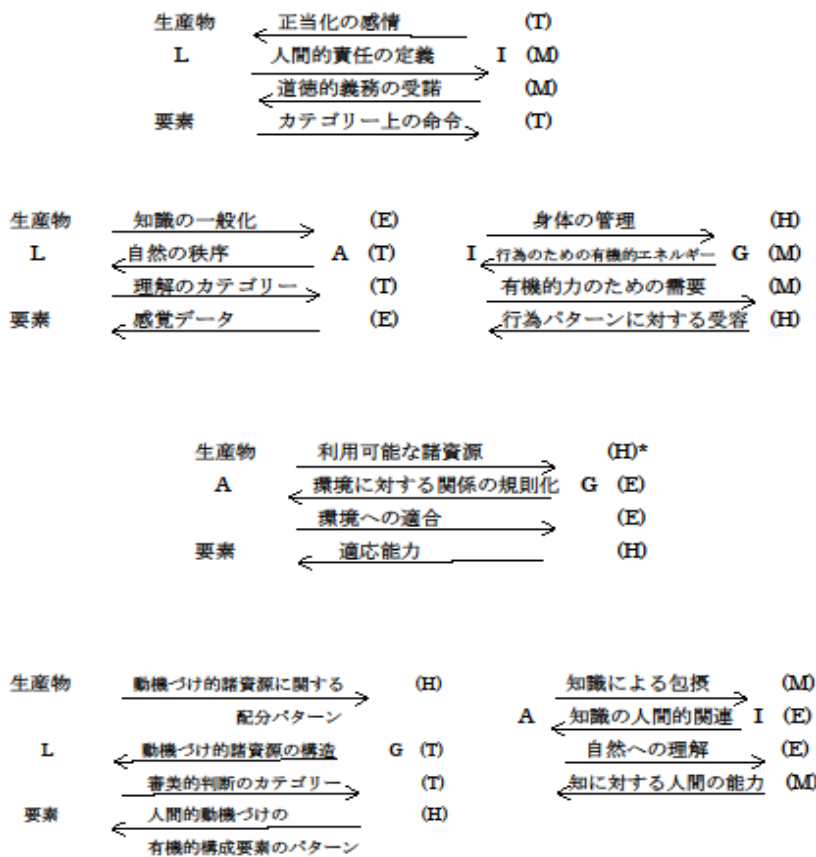 生産物 正当化の感情 (T)
L 人間的責任の定義 I (M)
道徳的義務の受諾 (M)
要素 カテゴリー上の命令 (T)
生産物 知識の一般化 (E) 身体の管理 (H)
L 自然の秩序 A (T) I 行為のための有機的エネルギー G (M)
理解のカテゴリー (T) 有機的力のための需要 (M)
要素 感覚データ (E) 行為パターンに対する受容 (H)
生産物 利用可能な諸資源 (H)*
A 環境に対する関係の規則化 G (E)
環境への適合 (E)
要素 適応能力 (H)
生産物 動機づけ的諸資源に関する (H) 知識による包摂 (M)
配分パターン A 知識の人間的関連 I (E)
L 動機づけ的諸資源の構造 G (T) 自然への理解 (E)
審美的判断のカテゴリー (T) 知に対する人間の能力 (M)
要素 人間的動機づけの (H)
有機的構成要素のパターン